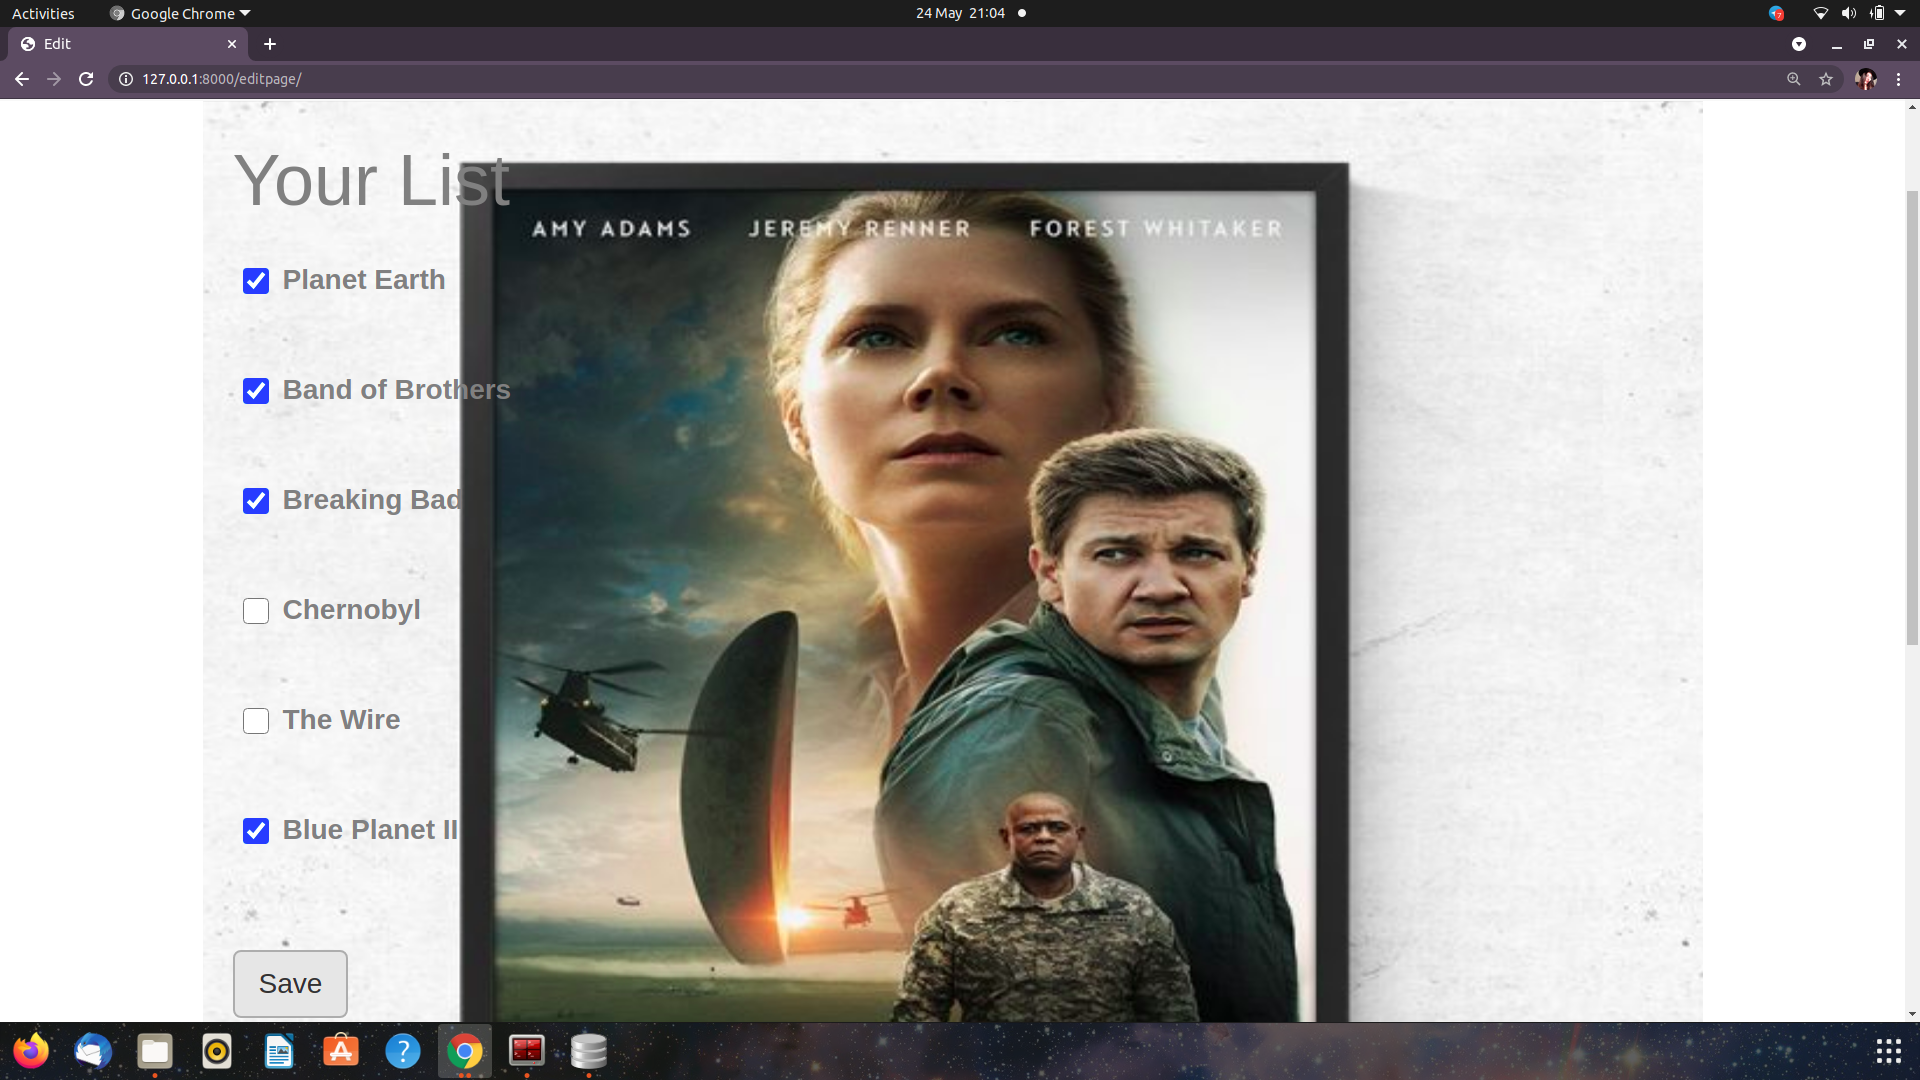 Activities
Google Chrome
24 May 21:04
Edit
127.0.0.1:8000/editpage/
Your List
AMY ADAMS JEREMY RENNER FOREST WHITAKER
Planet Earth
Band of Brothers
Breaking Bad
Chernobyl
The Wire
Blue Planet II
Save